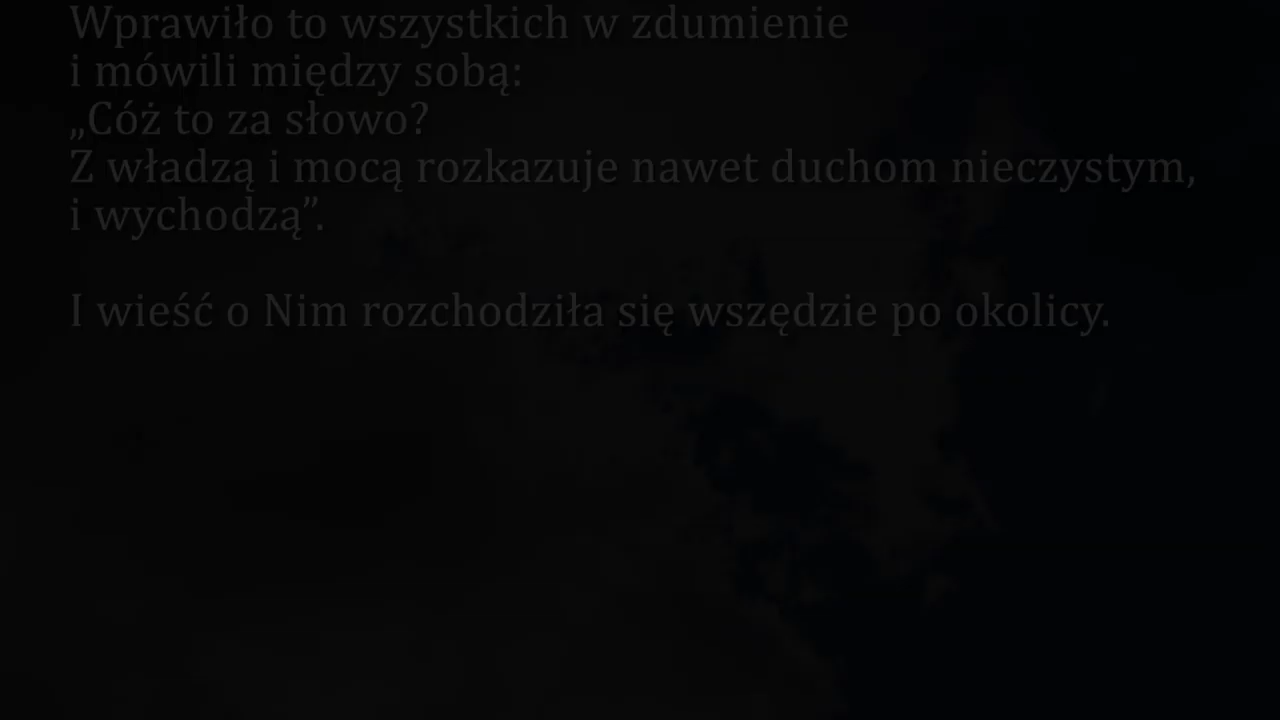 Wprawiło to wszystkich w zdumienie
i mówili między sobą:
„Cóż to za słowo?
Z władzą i mocą rozkazuje nawet duchom nieczystym,
i wychodzą”.
I wieść o Nim rozchodziła się wszędzie po okolicy.